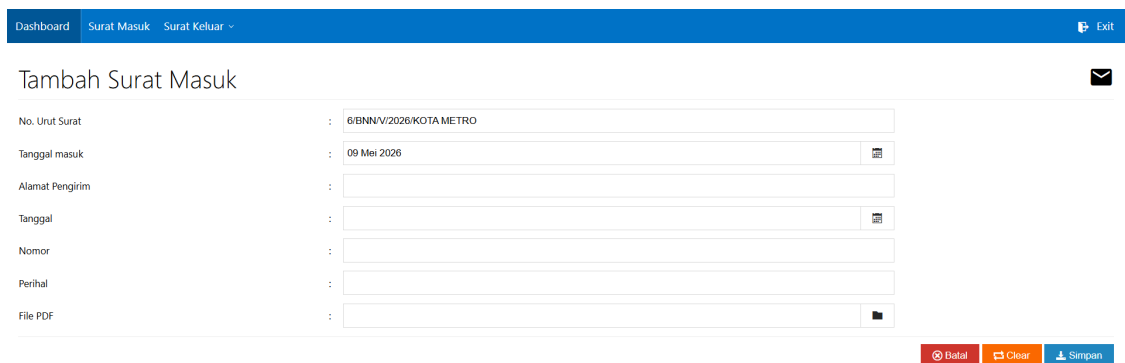 Dashboard Surat Masuk Surat Keluar Exit
Tambah Surat Masuk
No. Urut Surat : 6/BNN/V/2026/KOTA METRO
Tanggal masuk : 09 Mei 2026
Alamat Pengirim :
Tanggal :
Nomor :
Perihal :
File PDF :
Batal Clear Simpan